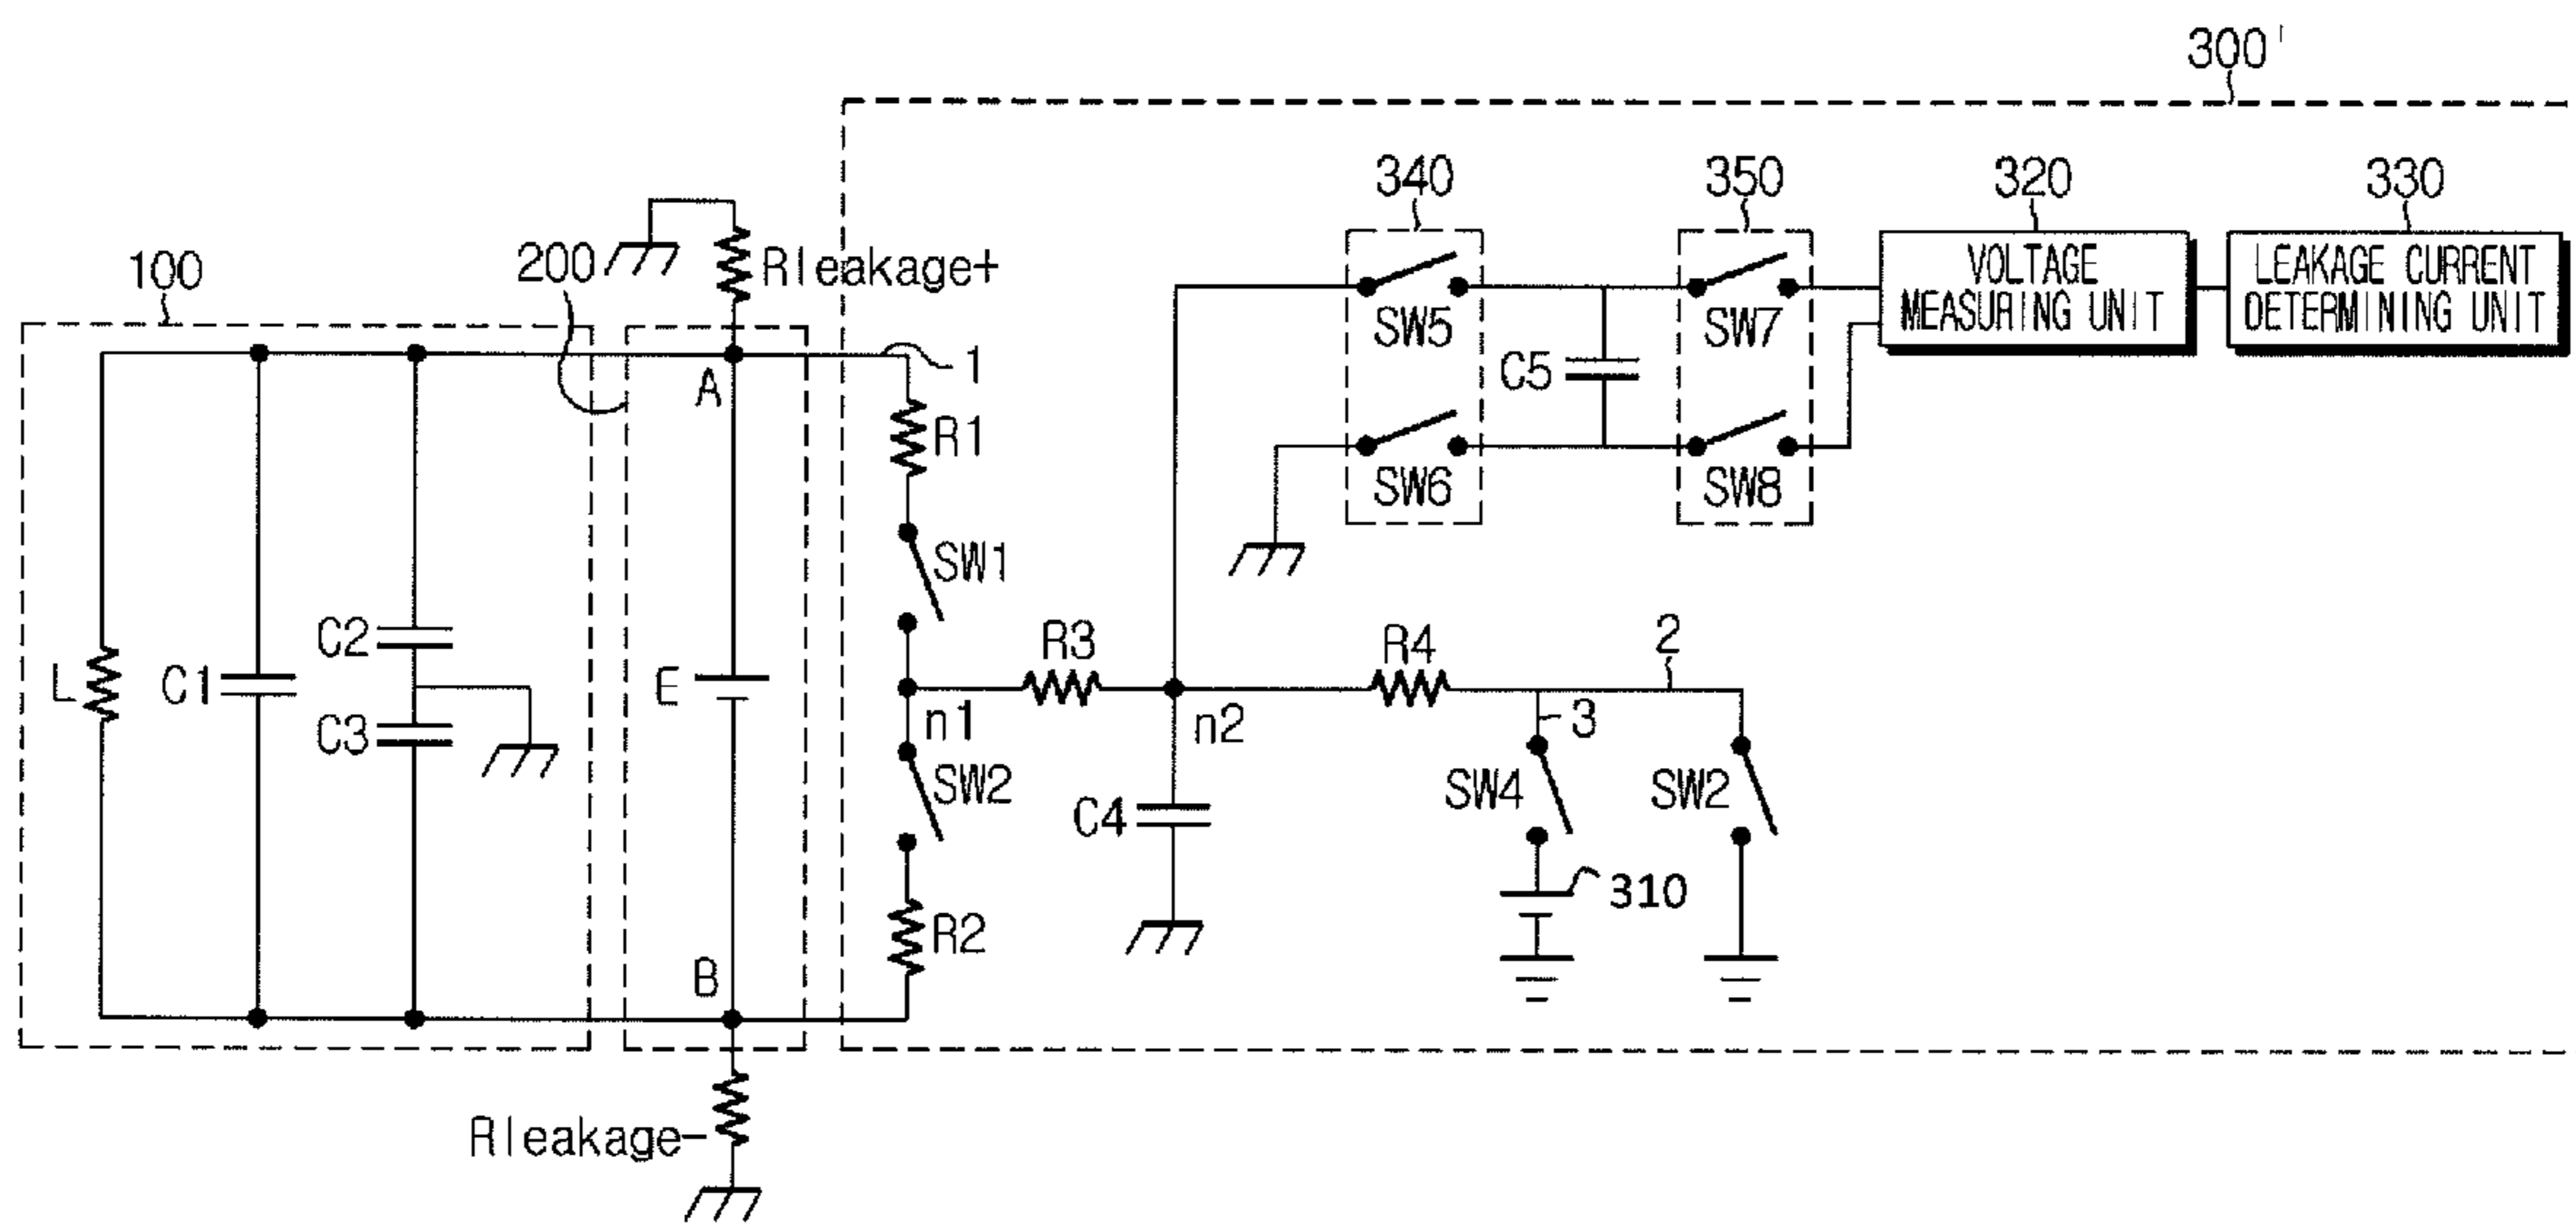 300'
340
350
320
330
100
200
Rleakage+
VOLTAGE
MEASURING UNIT
LEAKAGE CURRENT
DETERMINING UNIT
SW5
SW7
A
1
C5
R1
SW6
SW8
SW1
C2
R3
R4
2
L
C1
E
n1
n2
3
C3
SW2
SW4
SW2
C4
310
R2
B
Rleakage-